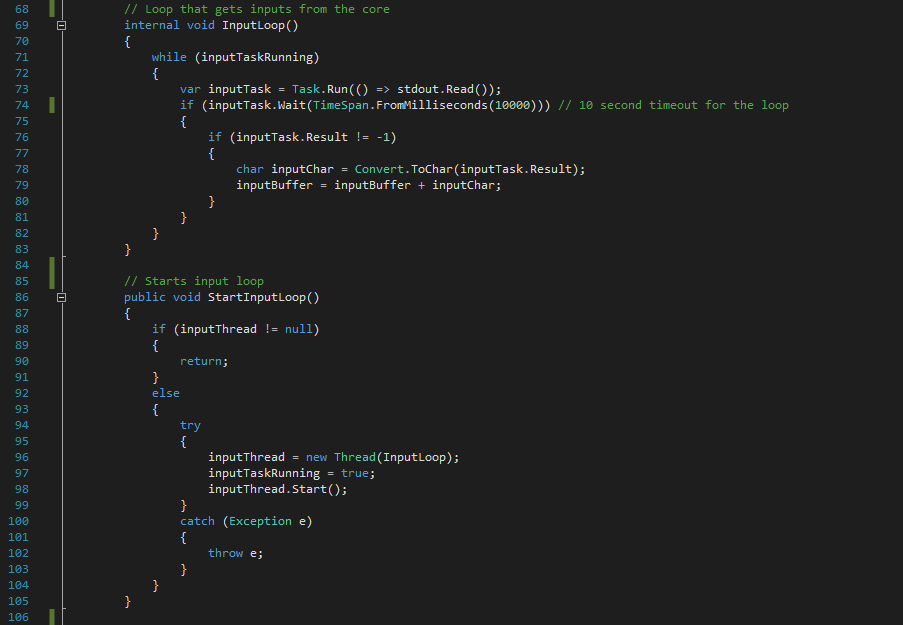 68 // Loop that gets inputs from the core
69 internal void InputLoop()
70 {
71 while (inputTaskRunning)
72 {
73 var inputTask = Task.Run(() => stdout.Read());
74 if (inputTask.Wait(TimeSpan.FromMilliseconds(10000))) // 10 second timeout for the loop
75 {
76 if (inputTask.Result != -1)
77 {
78 char inputChar = Convert.ToChar(inputTask.Result);
79 inputBuffer = inputBuffer + inputChar;
80 }
81 }
82 }
83 }
84
85 // Starts input loop
86 public void StartInputLoop()
87 {
88 if (inputThread != null)
89 {
90 return;
91 }
92 else
93 {
94 try
95 {
96 inputThread = new Thread(InputLoop);
97 inputTaskRunning = true;
98 inputThread.Start();
99 }
100 catch (Exception e)
101 {
102 throw e;
103 }
104 }
105 }
106